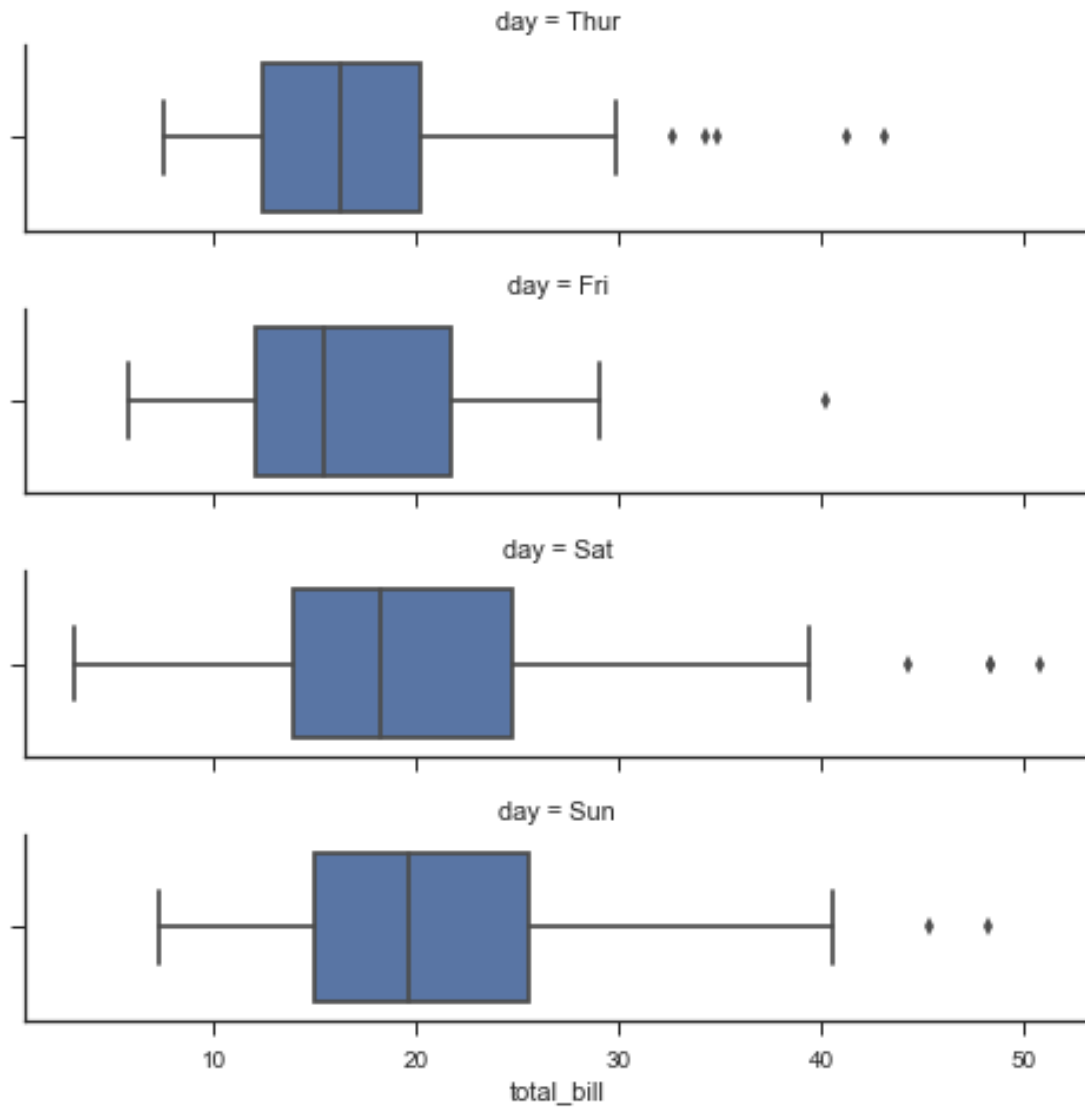 day = Thur
day = Fri
day = Sat
day = Sun
10 20 30 40 50
total_bill